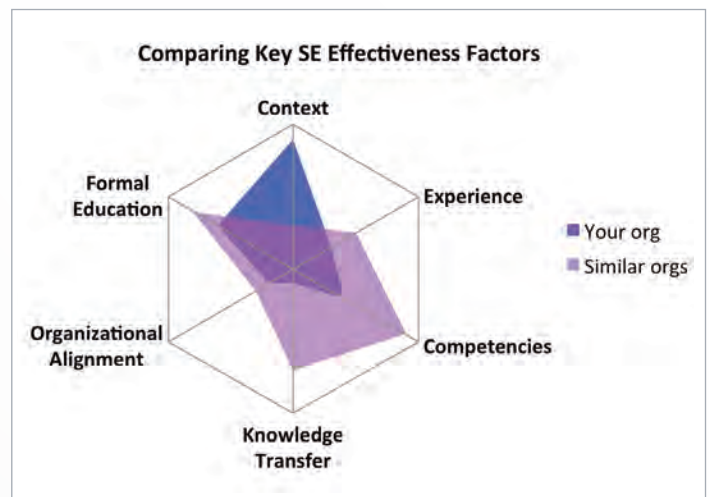 Comparing Key SE Effectiveness Factors
Context
Formal
Education
Experience
Your org
Similar orgs
Organizational
Alignment
Competencies
Knowledge
Transfer